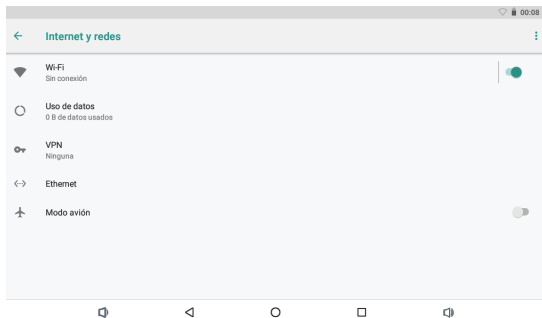 00:08
Internet y redes
Wi-Fi
Sin conexión
Uso de datos
0 B de datos usados
VPN
Ninguna
Ethernet
Modo avión